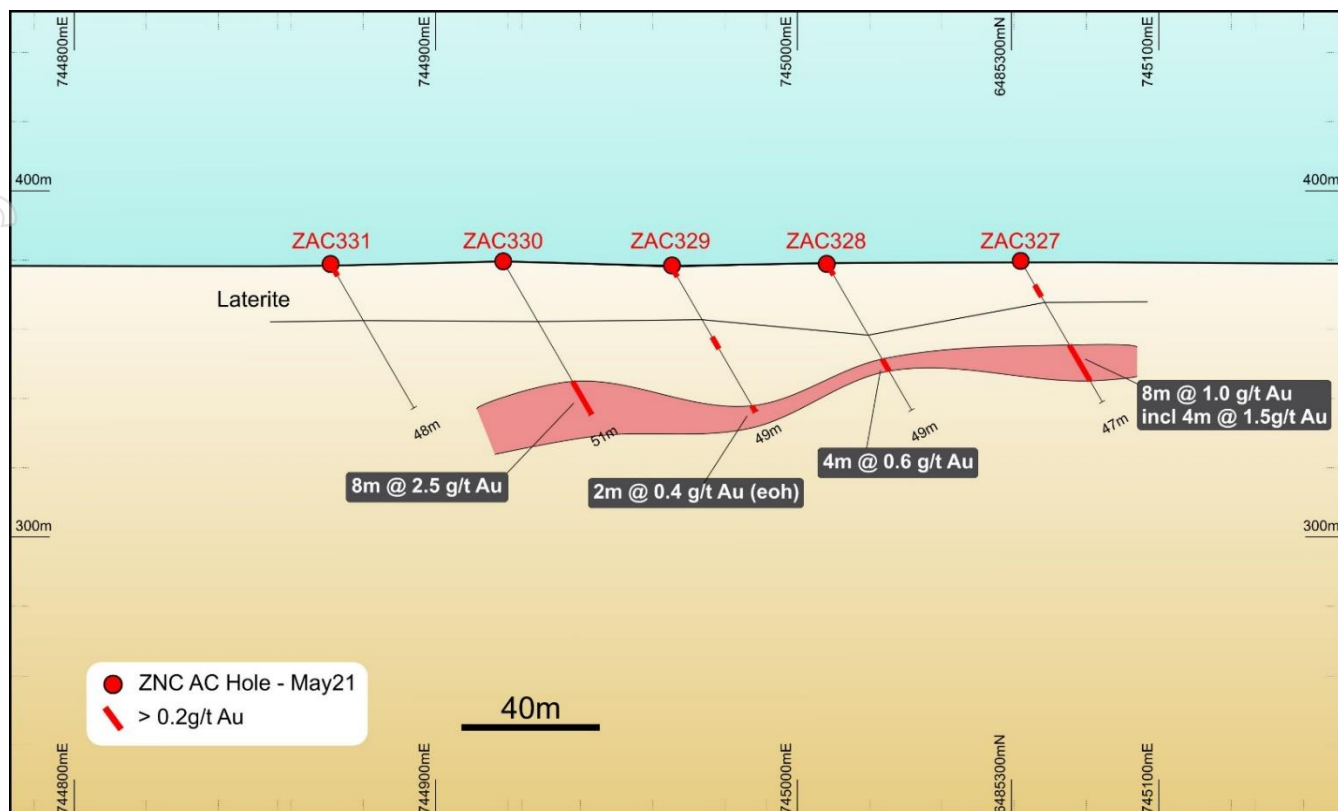 744800mE
744900mE
745000mE
6485300mN
745100mE
400m
400m
ZAC331
ZAC330
ZAC329
ZAC328
ZAC327
Laterite
48m
51m
49m
49m
47m
8m @ 1.0 g/t Au
incl 4m @ 1.5g/t Au
4m @ 0.6 g/t Au
8m @ 2.5 g/t Au
2m @ 0.4 g/t Au (eoh)
300m
300m
ZNC AC Hole - May21
> 0.2g/t Au
40m
744800mE
744900mE
745000mE
6485300mN
745100mE